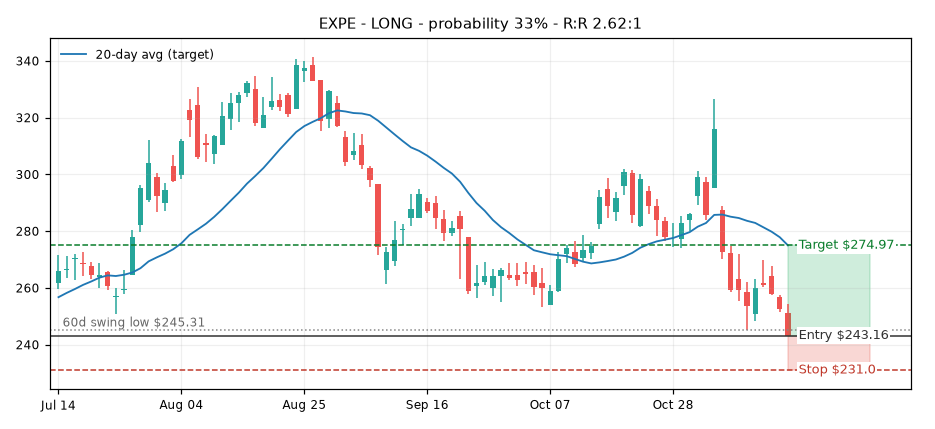 EXPE - LONG - probability 33% - R:R 2.62:1
20-day avg (target)
340
320
300
280
260
240
Target $274.97
60d swing low $245.31
Entry $243.16
Stop $231.0
Jul 14
Aug 04
Aug 25
Sep 16
Oct 07
Oct 28